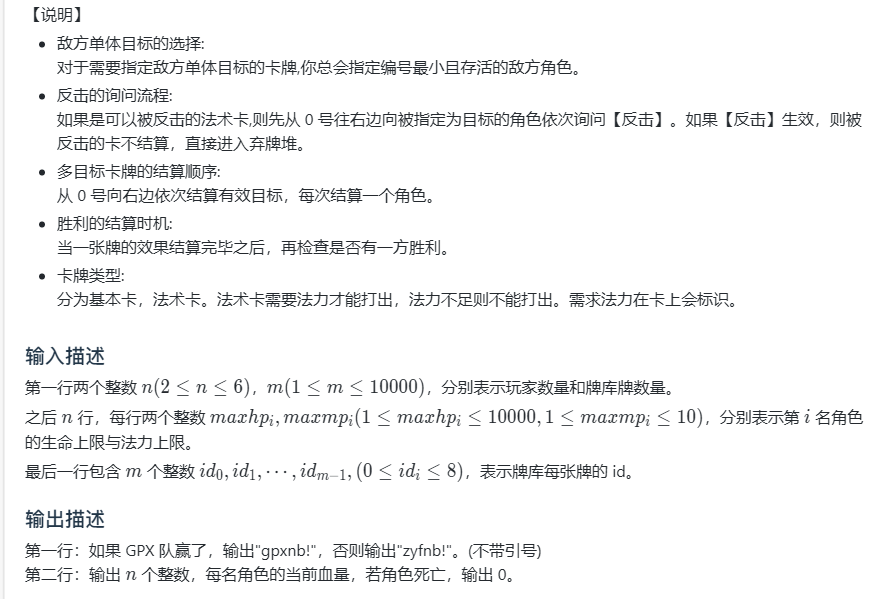 【说明】
• 敌方单体目标的选择:
对于需要指定敌方单体目标的卡牌,你总会指定编号最小且存活的敌方角色。
• 反击的询问流程:
如果是可以被反击的法术卡,则先从 0 号往右边向被指定为目标的角色依次询问【反击】。如果【反击】生效，则被
反击的卡不结算，直接进入弃牌堆。
• 多目标卡牌的结算顺序:
从 0 号向右边依次结算有效目标，每次结算一个角色。
• 胜利的结算时机:
当一张牌的效果结算完毕之后，再检查是否有一方胜利。
• 卡牌类型:
分为基本卡，法术卡。法术卡需要法力才能打出，法力不足则不能打出。需求法力在卡上会标识。
输入描述
第一行两个整数 n(2 ≤ n ≤ 6)，m(1 ≤ m ≤ 10000)，分别表示玩家数量和牌库牌数量。
之后 n 行，每行两个整数 maxhp_i, maxmp_i(1 ≤ maxhp_i ≤ 10000, 1 ≤ maxmp_i ≤ 10)，分别表示第 i 名角色
的生命上限与法力上限。
最后一行包含 m 个整数 id_0, id_1, ⋯, id_{m−1}, (0 ≤ id_i ≤ 8)，表示牌库每张牌的 id。
输出描述
第一行：如果 GPX 队赢了，输出"gpxnb!"，否则输出"zyfnb!"。(不带引号)
第二行：输出 n 个整数，每名角色的当前血量，若角色死亡，输出 0。